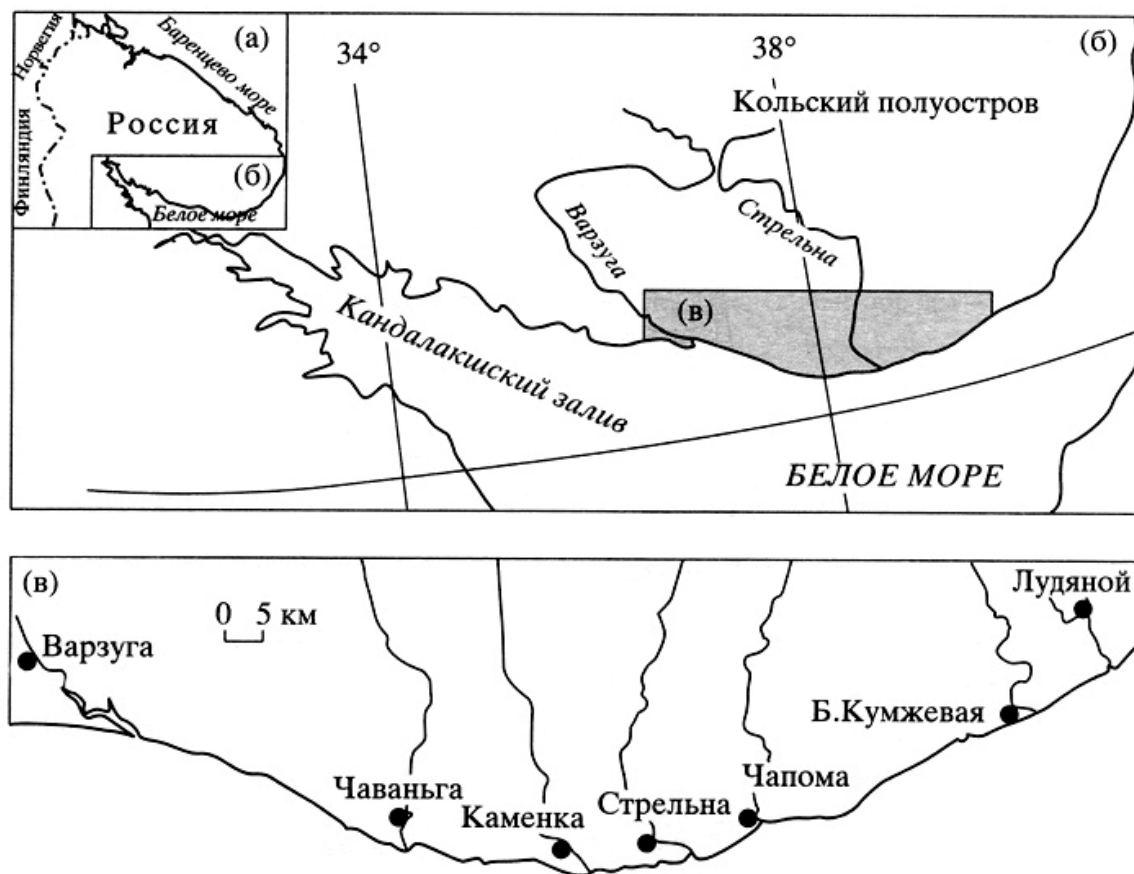 Норвегия
Баренцево море
(а)
Финляндия
Россия
(б)
Белое море
34°
38°
(б)
Кольский полуостров
Варзуга
Стрельна
(в)
Кандалакшский залив
БЕЛОЕ МОРЕ
(в)
0 5 км
Лудяной
Варзуга
Б.Кумжевая
Чаваньга
Каменка
Стрельна
Чапома